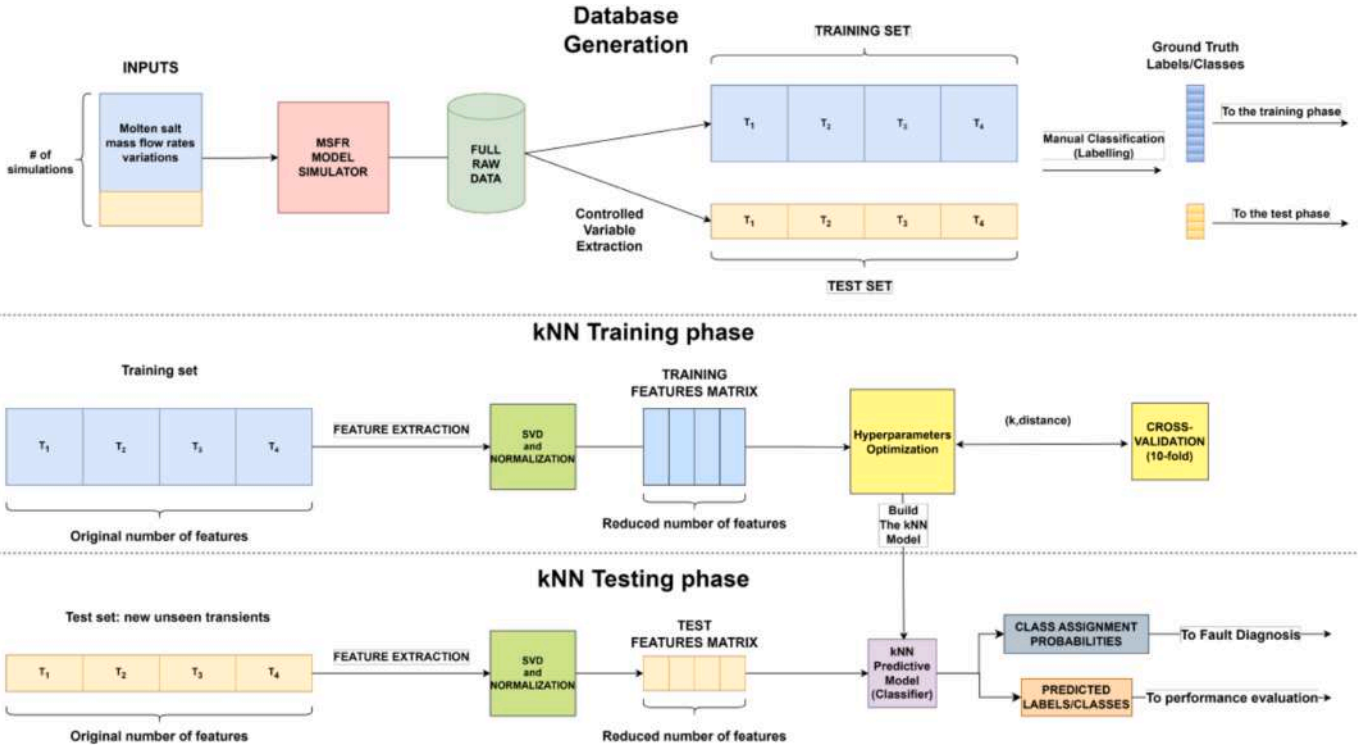 Database
Generation
INPUTS
# of
simulations
Molten salt
mass flow rates
variations
MSFR
MODEL
SIMULATOR
FULL
RAW
DATA
Controlled
Variable
Extraction
TRAINING SET
T₁ T₂ T₃ T₄
T₁ T₂ T₃ T₄
TEST SET
Manual Classification
(Labelling)
Ground Truth
Labels/Classes
To the training phase
To the test phase
kNN Training phase
Training set
T₁ T₂ T₃ T₄
Original number of features
FEATURE EXTRACTION
SVD
and
NORMALIZATION
TRAINING
FEATURES MATRIX
Reduced number of features
Hyperparameters
Optimization
(k,distance)
CROSS-
VALIDATION
(10-fold)
Build
The kNN
Model
kNN Testing phase
Test set: new unseen transients
T₁ T₂ T₃ T₄
Original number of features
FEATURE EXTRACTION
SVD
and
NORMALIZATION
TEST
FEATURES MATRIX
Reduced number of features
kNN
Predictive
Model
(Classifier)
CLASS ASSIGNMENT
PROBABILITIES
To Fault Diagnosis
PREDICTED
LABELS/CLASSES
To performance evaluation